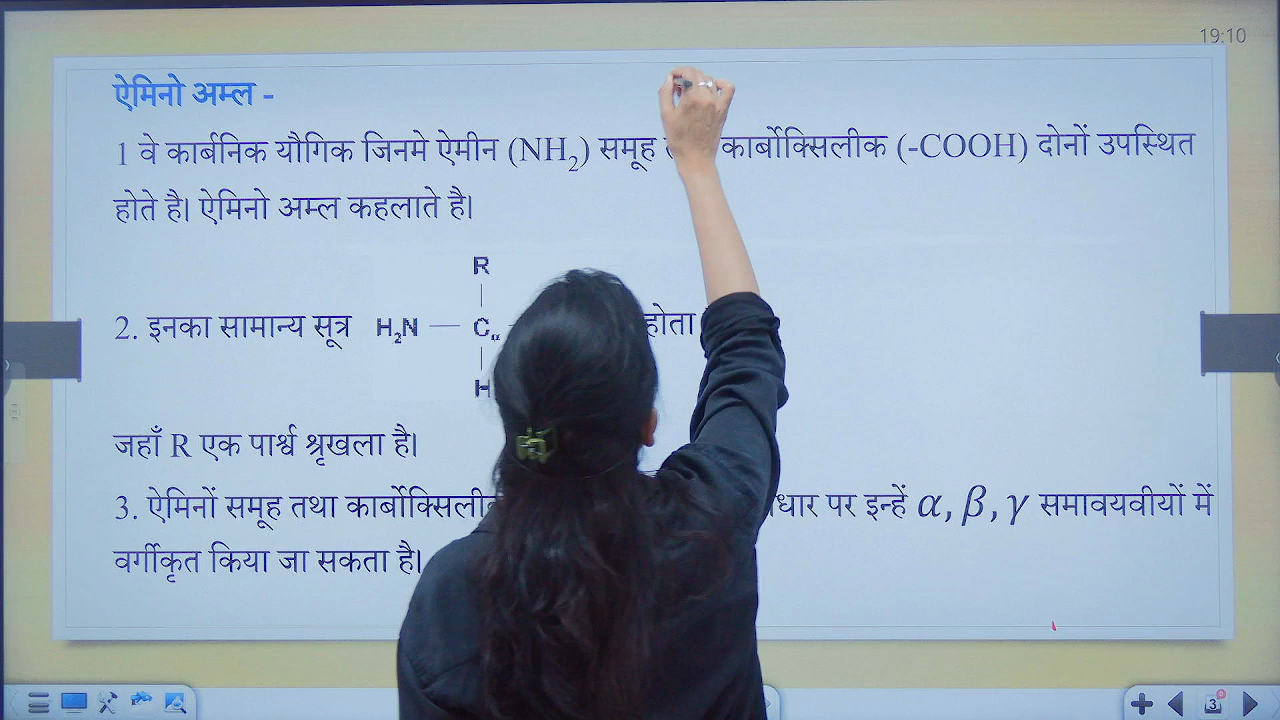 19:10
ऐमिनो अम्ल -
1 वे कार्बनिक यौगिक जिनमे ऐमीन (NH₂) समूह कार्बोक्सिलीक (-COOH) दोनों उपस्थित
होते है। ऐमिनो अम्ल कहलाते है।
R
2. इनका सामान्य सूत्र H₂N — Cα होता
H
जहाँ R एक पार्श्व श्रृखला है।
3. ऐमिनों समूह तथा पर इन्हें α, β, γ समावयवीयों में
वर्गीकृत किया जा सकता है।
3